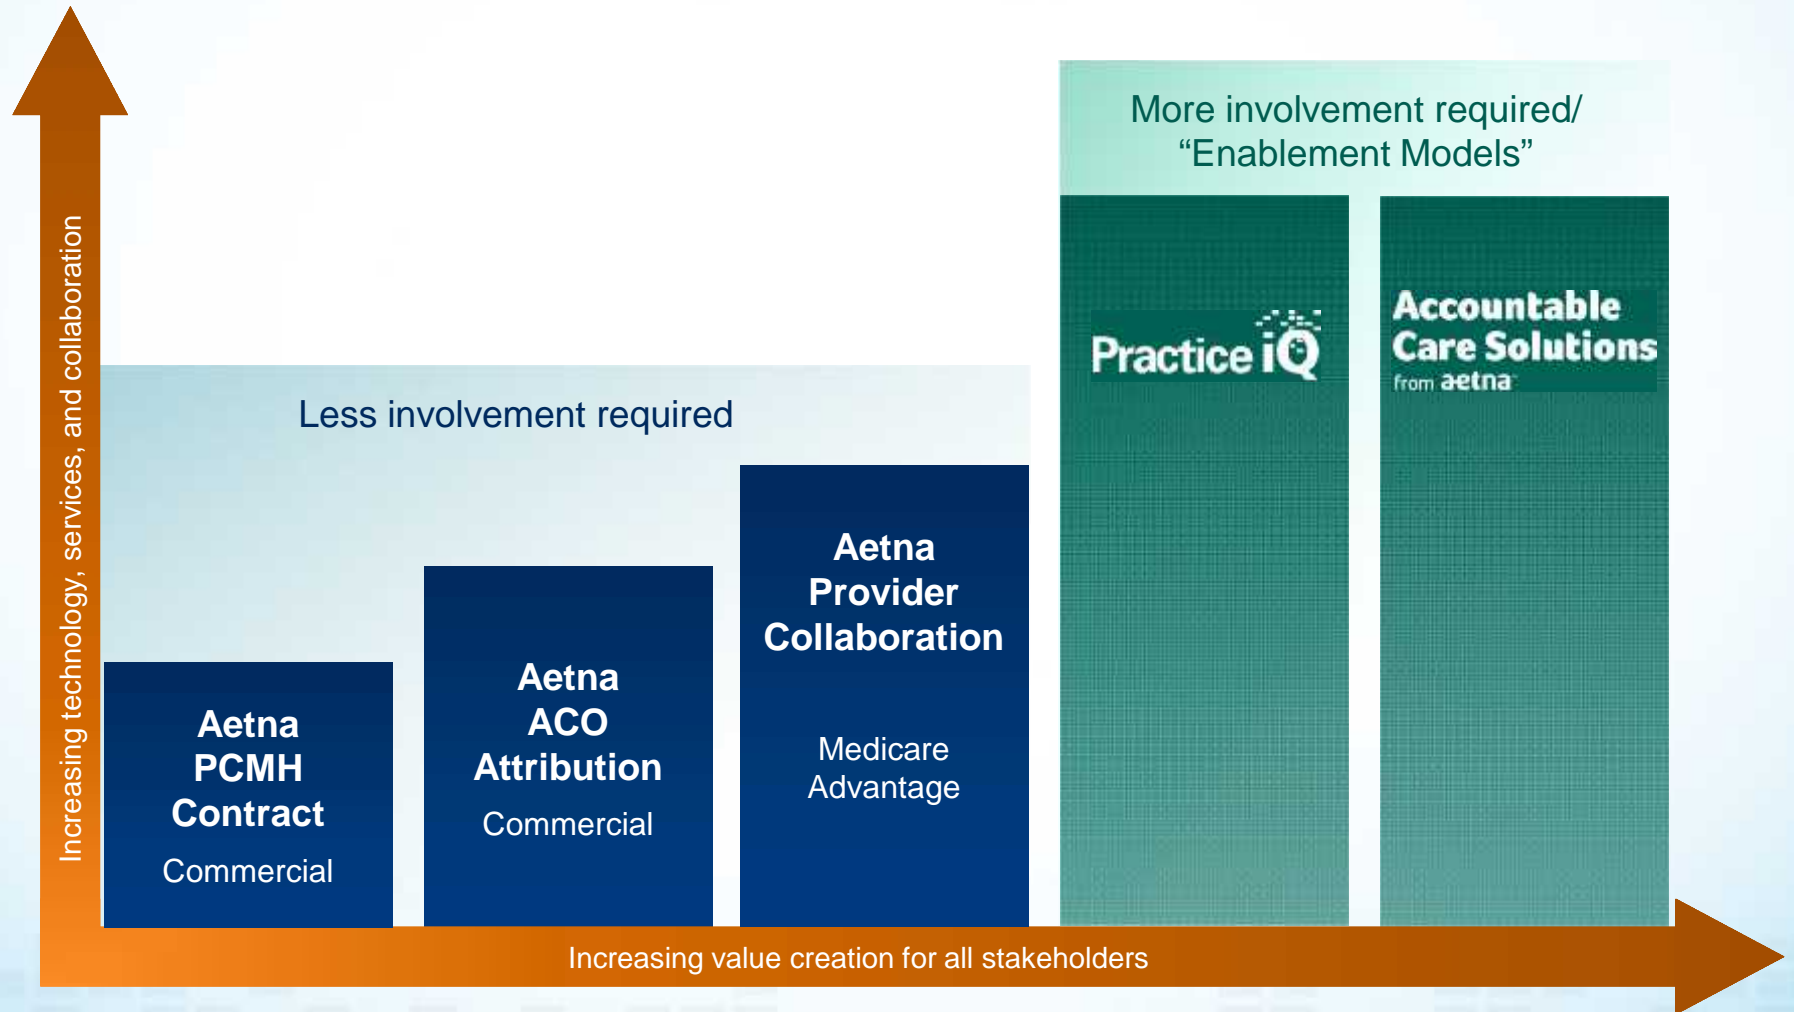 More involvement required/
“Enablement Models”
Practice iQ
Accountable
Care Solutions
from aetna
Less involvement required
Aetna
Provider
Collaboration
Medicare
Advantage
Aetna
ACO
Attribution
Commercial
Aetna
PCMH
Contract
Commercial
Increasing technology, services, and collaboration
Increasing value creation for all stakeholders